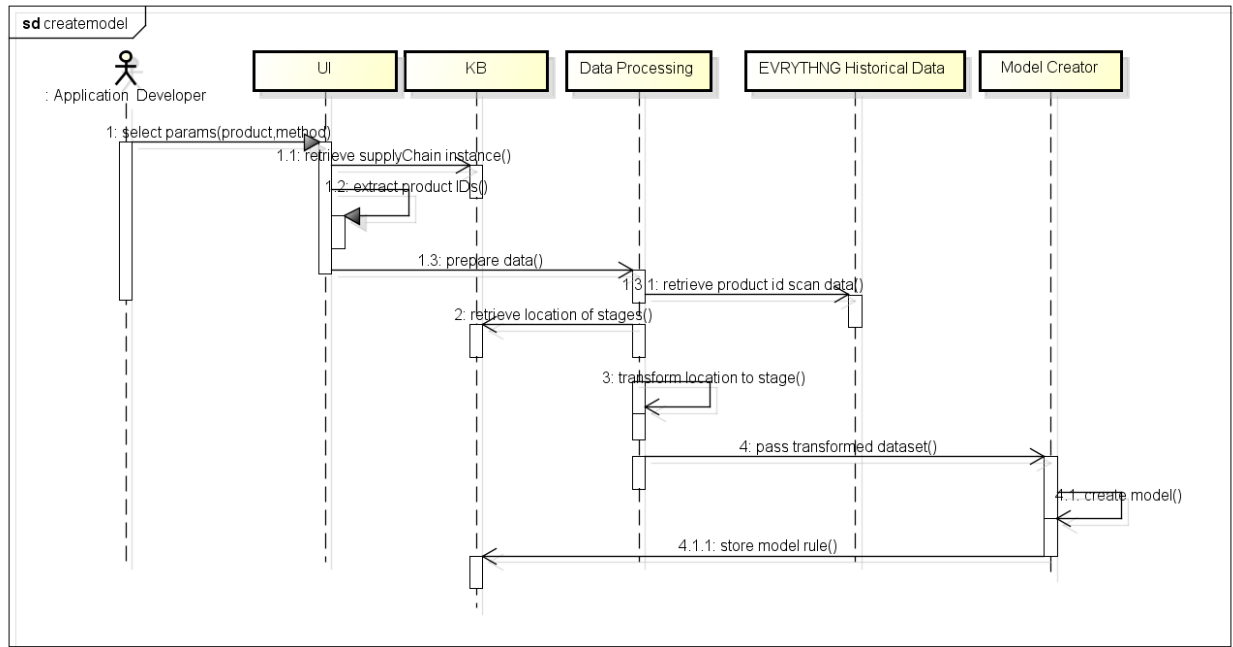 sd createmodel
: Application Developer
UI
KB
Data Processing
EVRYTHNG Historical Data
Model Creator
1: select params(product,method)
1.1: retrieve supplyChain instance()
1.2: extract product IDs()
1.3: prepare data()
1.3.1: retrieve product id scan data()
2: retrieve location of stages()
3: transform location to stage()
4: pass transformed dataset()
4.1: create model()
4.1.1: store model rule()